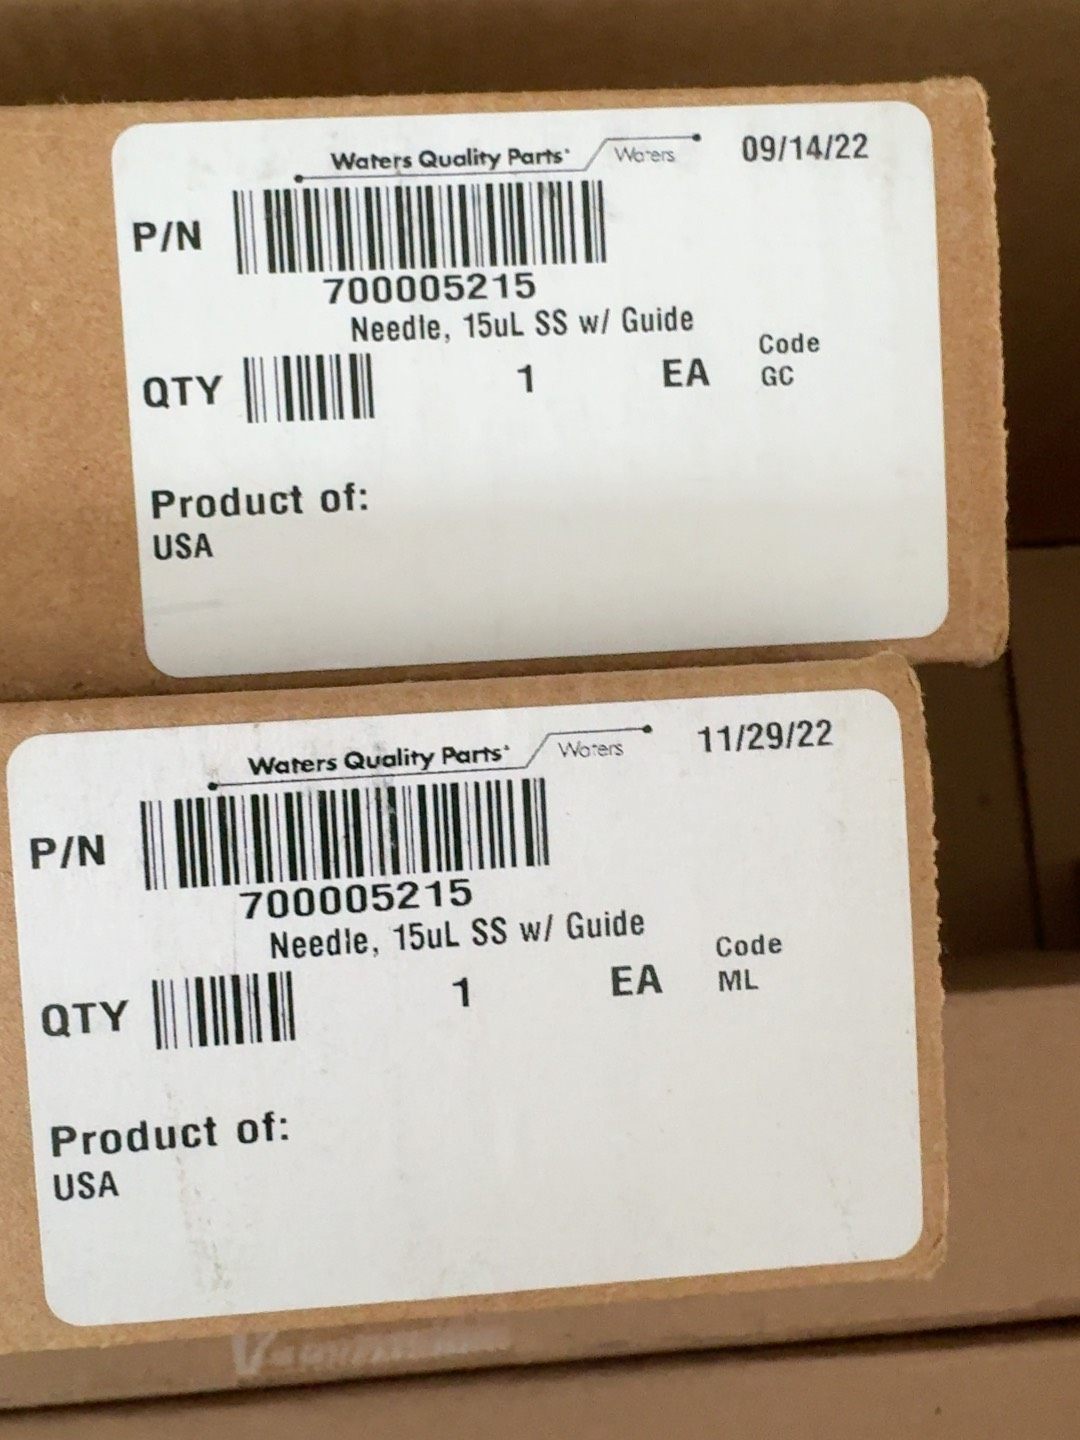 Waters Quality Parts® Waters 09/14/22
P/N
700005215
Needle, 15uL SS w/ Guide
QTY 1 EA Code
GC
Product of:
USA
Waters Quality Parts® Waters 11/29/22
P/N
700005215
Needle, 15uL SS w/ Guide
QTY 1 EA Code
ML
Product of:
USA